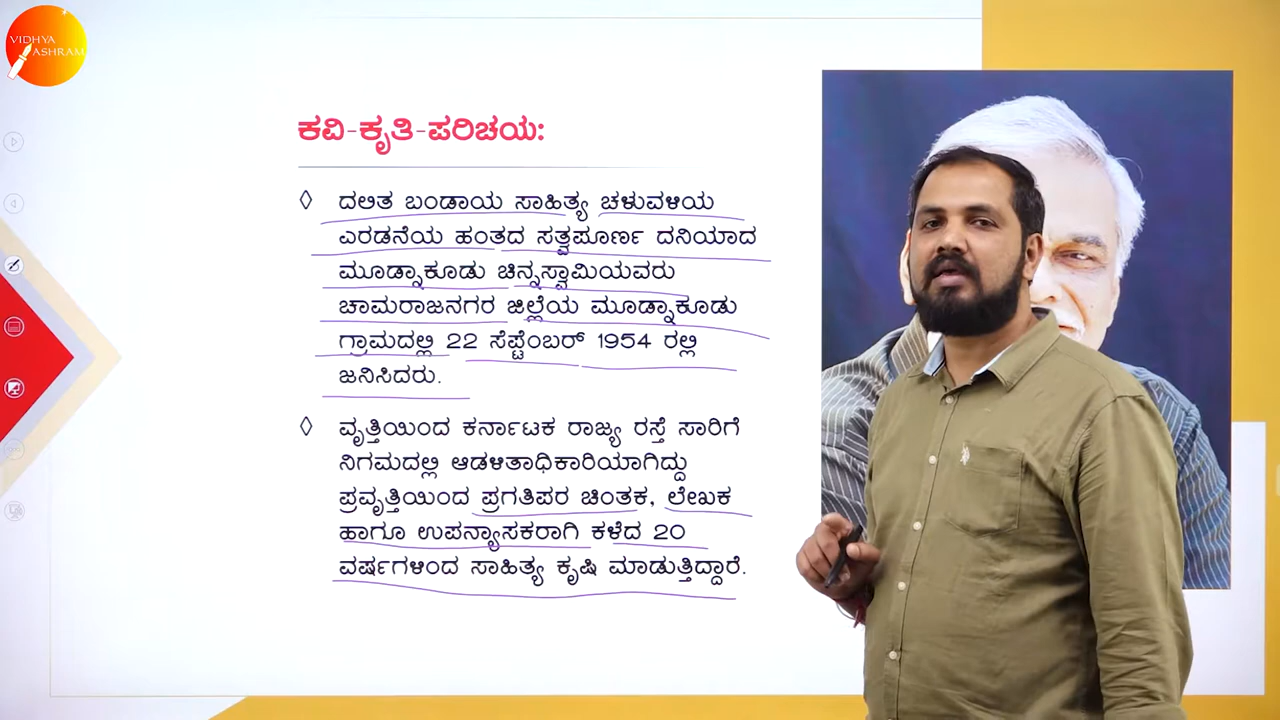 VIDHYA
ASHRAM
ಕವಿ-ಕೃತಿ-ಪರಿಚಯ:
◊ ದಲಿತ ಬಂಡಾಯ ಸಾಹಿತ್ಯ ಚಳುವಳಿಯ
ಎರಡನೆಯ ಹಂತದ ಸತ್ವಪೂರ್ಣ ದನಿಯಾದ
ಮೂಡ್ನಾಕೂಡು ಚಿನ್ನಸ್ವಾಮಿಯವರು
ಚಾಮರಾಜನಗರ ಜಿಲ್ಲೆಯ ಮೂಡ್ನಾಕೂಡು
ಗ್ರಾಮದಲ್ಲಿ 22 ಸೆಪ್ಟೆಂಬರ್ 1954 ರಲ್ಲಿ
ಜನಿಸಿದರು.
◊ ವೃತ್ತಿಯಿಂದ ಕರ್ನಾಟಕ ರಾಜ್ಯ ರಸ್ತೆ ಸಾರಿಗೆ
ನಿಗಮದಲ್ಲಿ ಆಡಳಿತಾಧಿಕಾರಿಯಾಗಿದ್ದು
ಪ್ರವೃತ್ತಿಯಿಂದ ಪ್ರಗತಿಪರ ಚಿಂತಕ, ಲೇಖಕ
ಹಾಗೂ ಉಪನ್ಯಾಸಕರಾಗಿ ಕಳೆದ 20
ವರ್ಷಗಳಿಂದ ಸಾಹಿತ್ಯ ಕೃಷಿ ಮಾಡುತ್ತಿದ್ದಾರೆ.